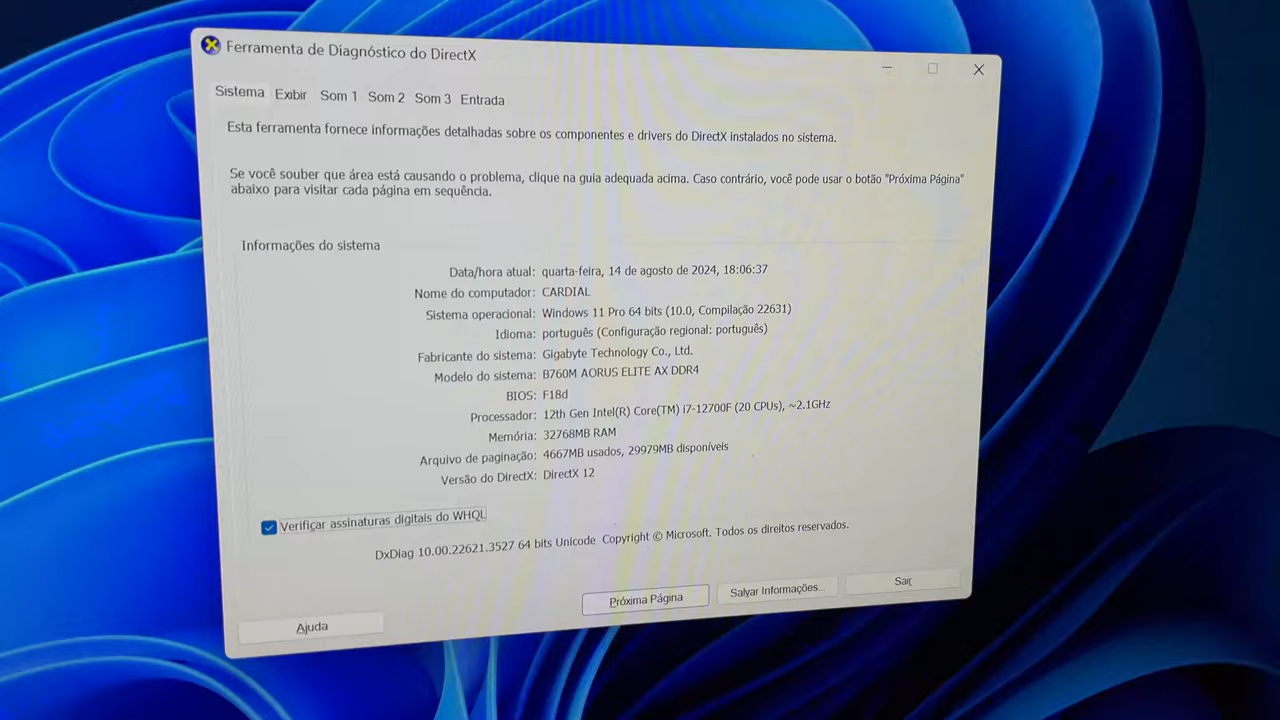 Ferramenta de Diagnóstico do DirectX
Sistema Exibir Som 1 Som 2 Som 3 Entrada
Esta ferramenta fornece informações detalhadas sobre os componentes e drivers do DirectX instalados no sistema.
Se você souber que área está causando o problema, clique na guia adequada acima. Caso contrário, você pode usar o botão "Próxima Página"
abaixo para visitar cada página em sequência.
Informações do sistema
Data/hora atual: quarta-feira, 14 de agosto de 2024, 18:06:37
Nome do computador: CARDIAL
Sistema operacional: Windows 11 Pro 64 bits (10.0, Compilação 22631)
Idioma: português (Configuração regional: português)
Fabricante do sistema: Gigabyte Technology Co., Ltd.
Modelo do sistema: B760M AORUS ELITE AX DDR4
BIOS: F18d
Processador: 12th Gen Intel(R) Core(TM) i7-12700F (20 CPUs), ~2.1GHz
Memória: 32768MB RAM
Arquivo de paginação: 4667MB usados, 29979MB disponíveis
Versão do DirectX: DirectX 12
Verificar assinaturas digitais do WHQL
DxDiag 10.00.22621.3527 64 bits Unicode Copyright © Microsoft. Todos os direitos reservados.
Ajuda
Próxima Página
Salvar Informações...
Sair